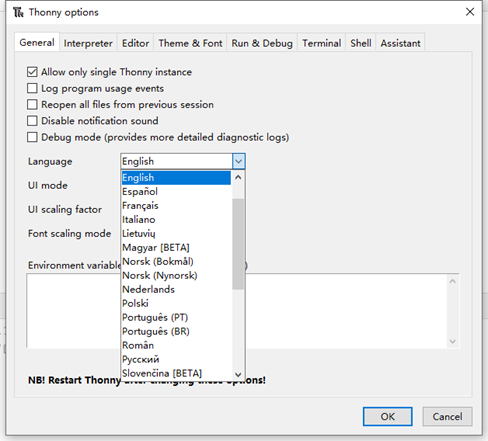 Thonny options
General Interpreter Editor Theme & Font Run & Debug Terminal Shell Assistant
Allow only single Thonny instance
Log program usage events
Reopen all files from previous session
Disable notification sound
Debug mode (provides more detailed diagnostic logs)
Language English
English
UI mode
Español
Français
UI scaling factor
Italiano
Lietuvių
Font scaling mode
Magyar [BETA]
Norsk (Bokmål)
Environment variable
Norsk (Nynorsk)
Nederlands
Polski
Português (PT)
Português (BR)
Român
Русский
Slovenčina [BETA]
NB! Restart Thonny after changing these options!
OK Cancel